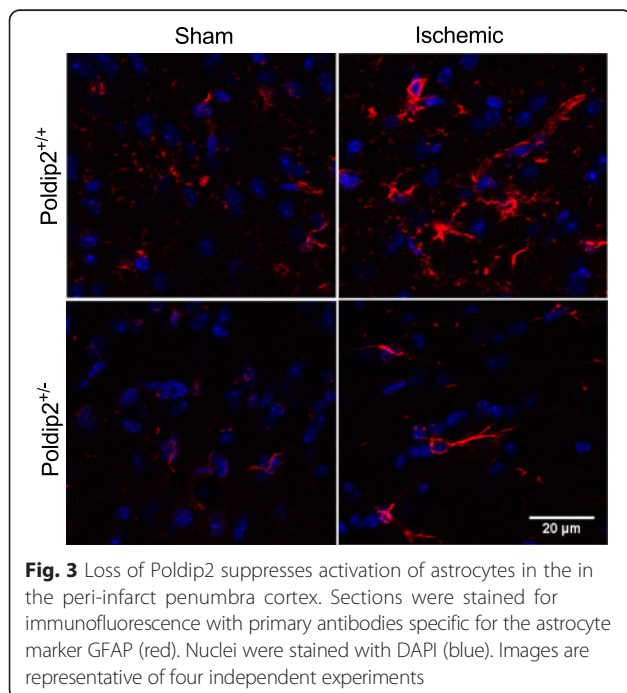 Sham Ischemic
Poldip2+/+
Poldip2+/-
20 μm
Fig. 3 Loss of Poldip2 suppresses activation of astrocytes in the in
the peri-infarct penumbra cortex. Sections were stained for
immunofluorescence with primary antibodies specific for the astrocyte
marker GFAP (red). Nuclei were stained with DAPI (blue). Images are
representative of four independent experiments